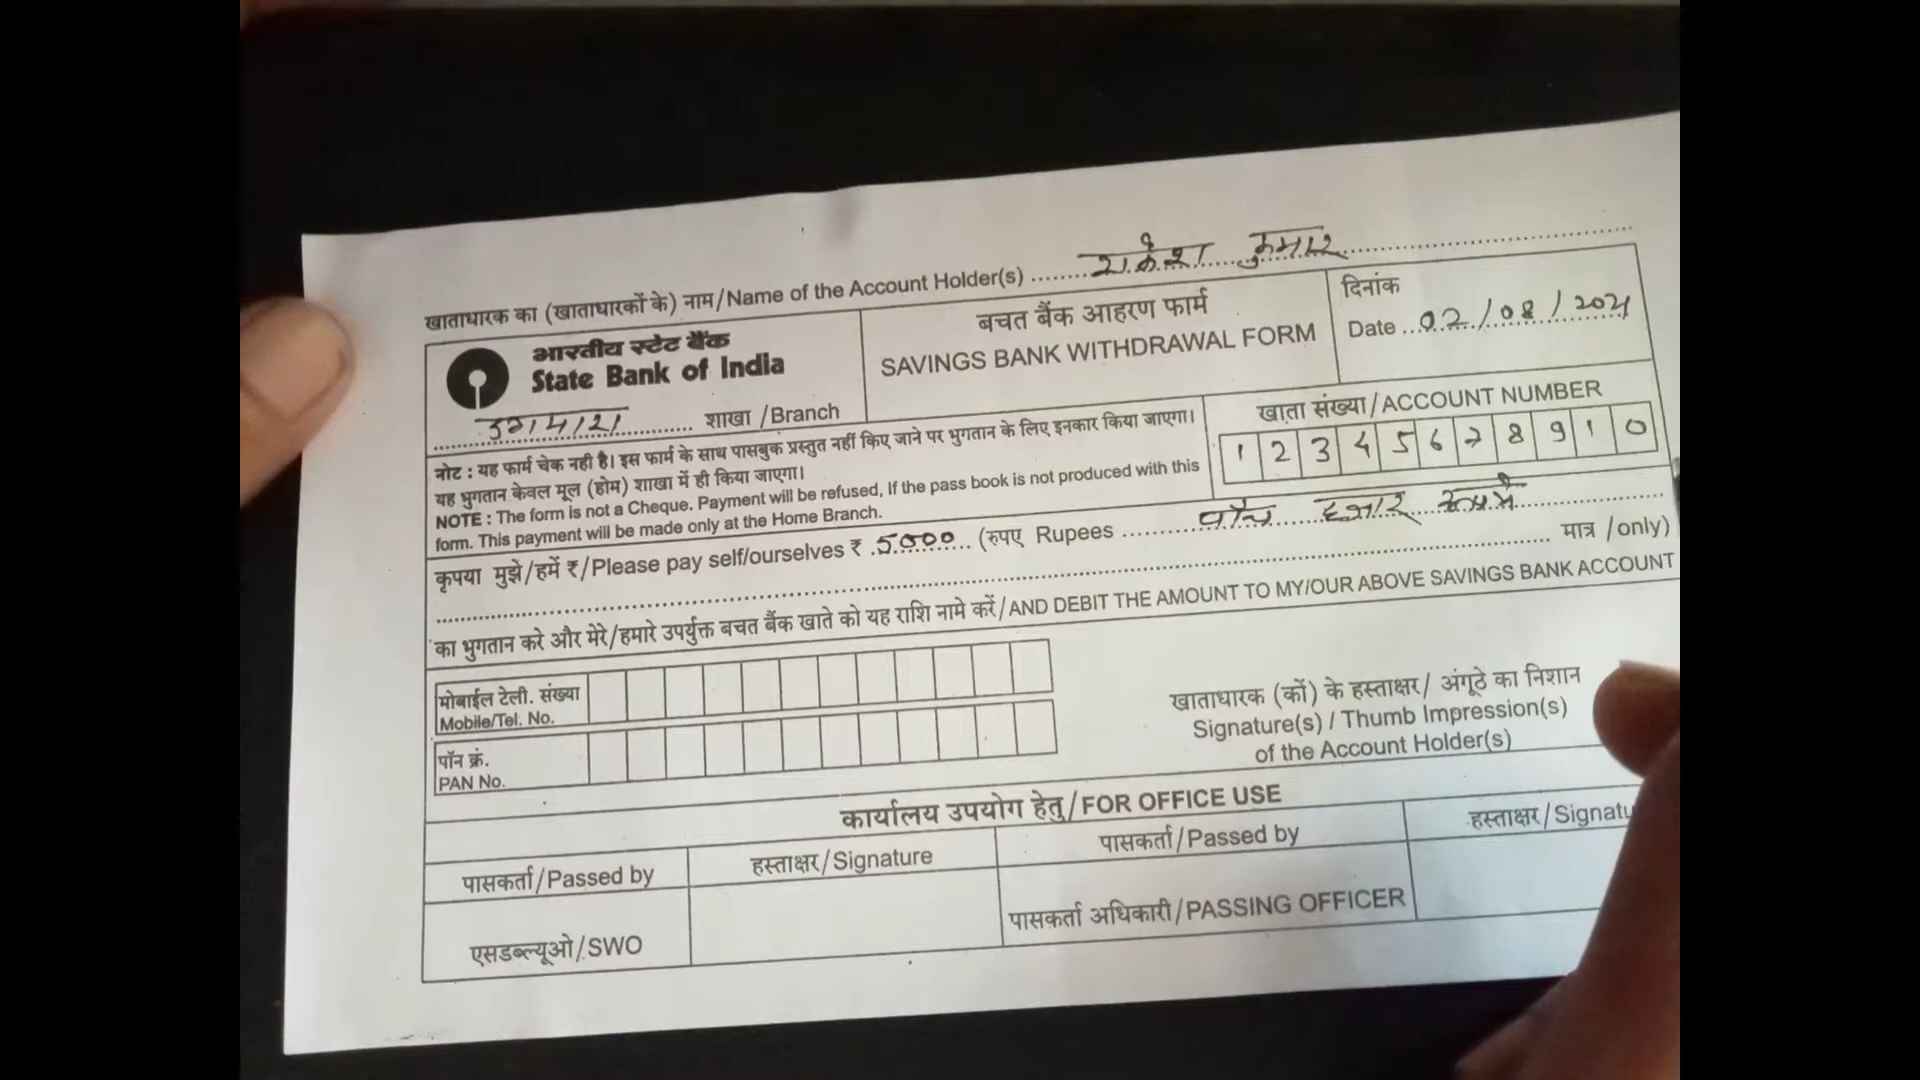 खाताधारक का (खाताधारकों के) नाम/Name of the Account Holder(s) ........राकेश कुमार........
भारतीय स्टेट बैंक
State Bank of India
शाखा /Branch
बचत बैंक आहरण फार्म
SAVINGS BANK WITHDRAWAL FORM
दिनांक
Date ...02/08/2021
नोट : यह फार्म चेक नही है। इस फार्म के साथ पासबुक प्रस्तुत नहीं किए जाने पर भुगतान के लिए इनकार किया जाएगा।
यह भुगतान केवल मूल (होम) शाखा में ही किया जाएगा।
NOTE : The form is not a Cheque. Payment will be refused, If the pass book is not produced with this
form. This payment will be made only at the Home Branch.
खाता संख्या/ACCOUNT NUMBER
1 2 3 4 5 6 7 8 9 1 0
कृपया मुझे/हमें ₹/Please pay self/ourselves ₹ .5000... (रुपए Rupees ........पाँच हजार रूपये........
मात्र /only)
का भुगतान करे और मेरे/हमारे उपर्युक्त बचत बैंक खाते को यह राशि नामे करें/AND DEBIT THE AMOUNT TO MY/OUR ABOVE SAVINGS BANK ACCOUNT
मोबाईल टेली. संख्या
Mobile/Tel. No.
पॉन क्रं.
PAN No.
खाताधारक (कों) के हस्ताक्षर/ अंगूठे का निशान
Signature(s) / Thumb Impression(s)
of the Account Holder(s)
कार्यालय उपयोग हेतु/FOR OFFICE USE
पासकर्ता/Passed by हस्ताक्षर/Signature पासकर्ता/Passed by हस्ताक्षर/Signatu
एसडब्ल्यूओ/SWO पासकर्ता अधिकारी/PASSING OFFICER